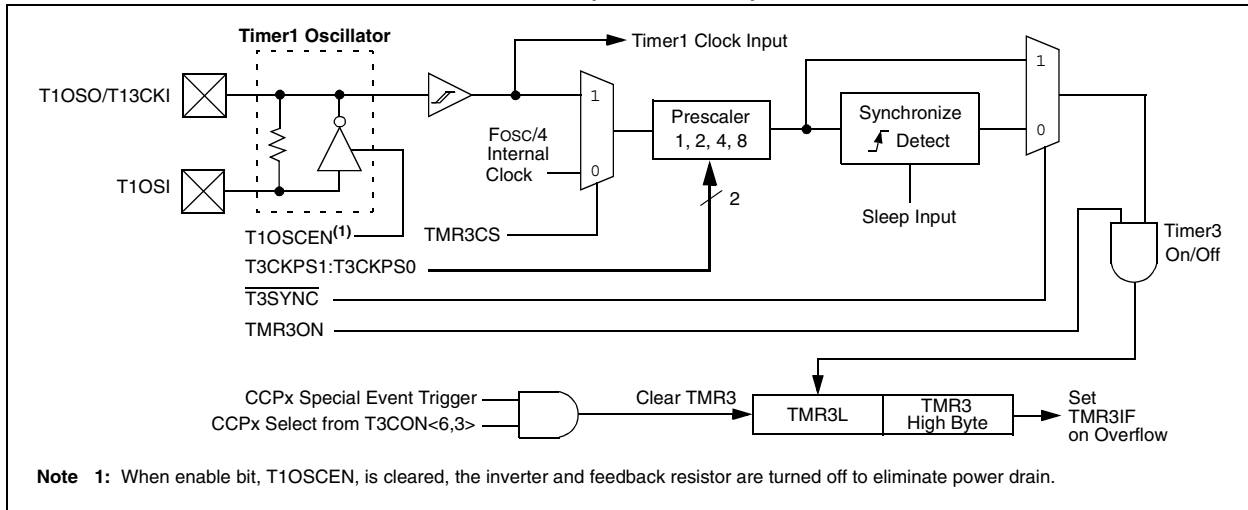 Timer1 Oscillator
Timer1 Clock Input
T1OSO/T13CKI
1
FOSC/4
Internal
Clock
0
Prescaler
1, 2, 4, 8
Synchronize
Detect
1
0
T1OSI
2
Sleep Input
T1OSCEN(1)
TMR3CS
Timer3
On/Off
T3CKPS1:T3CKPS0
T3SYNC
TMR3ON
CCPx Special Event Trigger
CCPx Select from T3CON<6,3>
Clear TMR3
TMR3L
TMR3
High Byte
Set
TMR3IF
on Overflow
Note 1: When enable bit, T1OSCEN, is cleared, the inverter and feedback resistor are turned off to eliminate power drain.